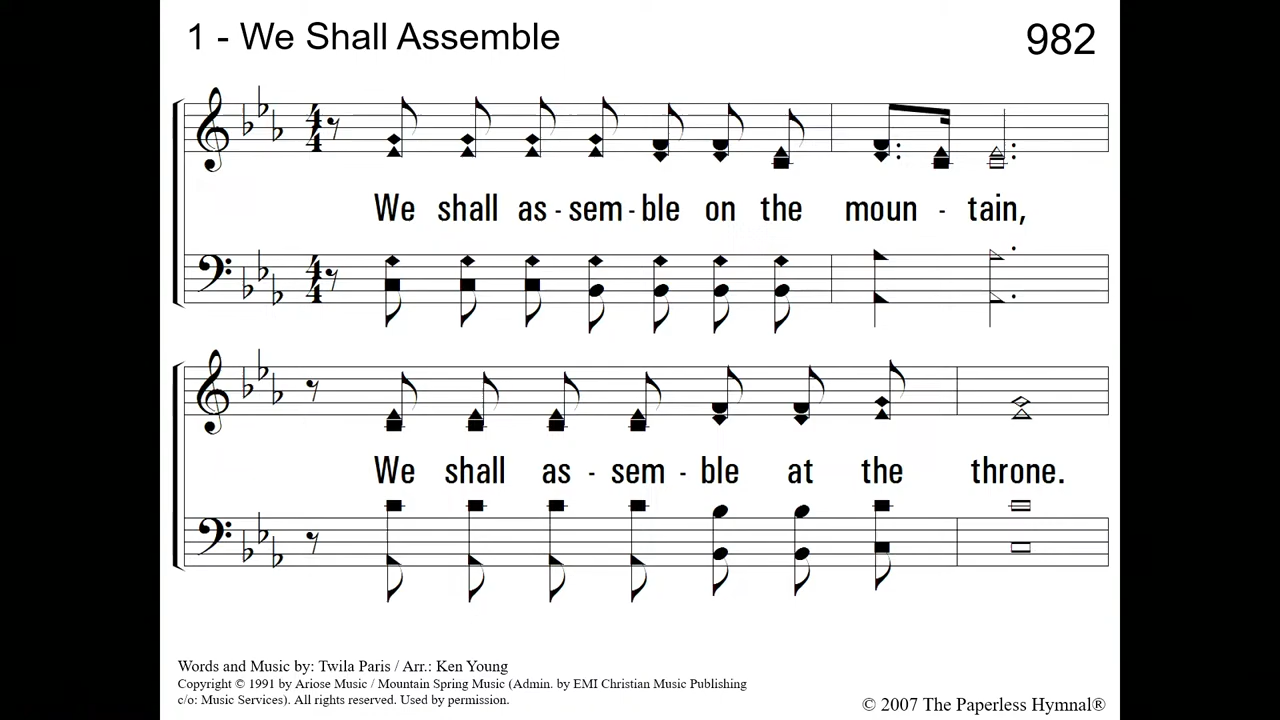 1 - We Shall Assemble
982
We shall as - sem - ble on the moun - tain,
We shall as - sem - ble at the throne.
Words and Music by: Twila Paris / Arr.: Ken Young
Copyright © 1991 by Ariose Music / Mountain Spring Music (Admin. by EMI Christian Music Publishing
c/o: Music Services). All rights reserved. Used by permission.
© 2007 The Paperless Hymnal®